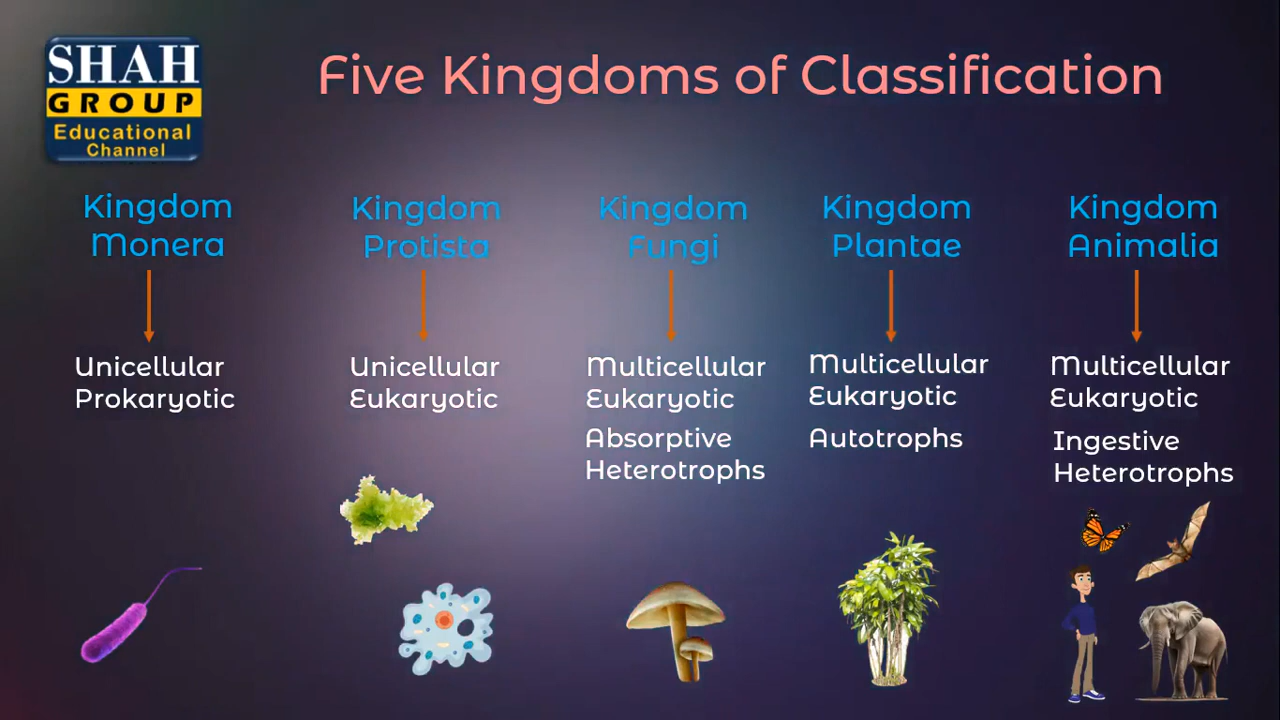 SHAH
GROUP
Educational
Channel
Five Kingdoms of Classification
Kingdom
Monera
Unicellular
Prokaryotic
Kingdom
Protista
Unicellular
Eukaryotic
Kingdom
Fungi
Multicellular
Eukaryotic
Absorptive
Heterotrophs
Kingdom
Plantae
Multicellular
Eukaryotic
Autotrophs
Kingdom
Animalia
Multicellular
Eukaryotic
Ingestive
Heterotrophs